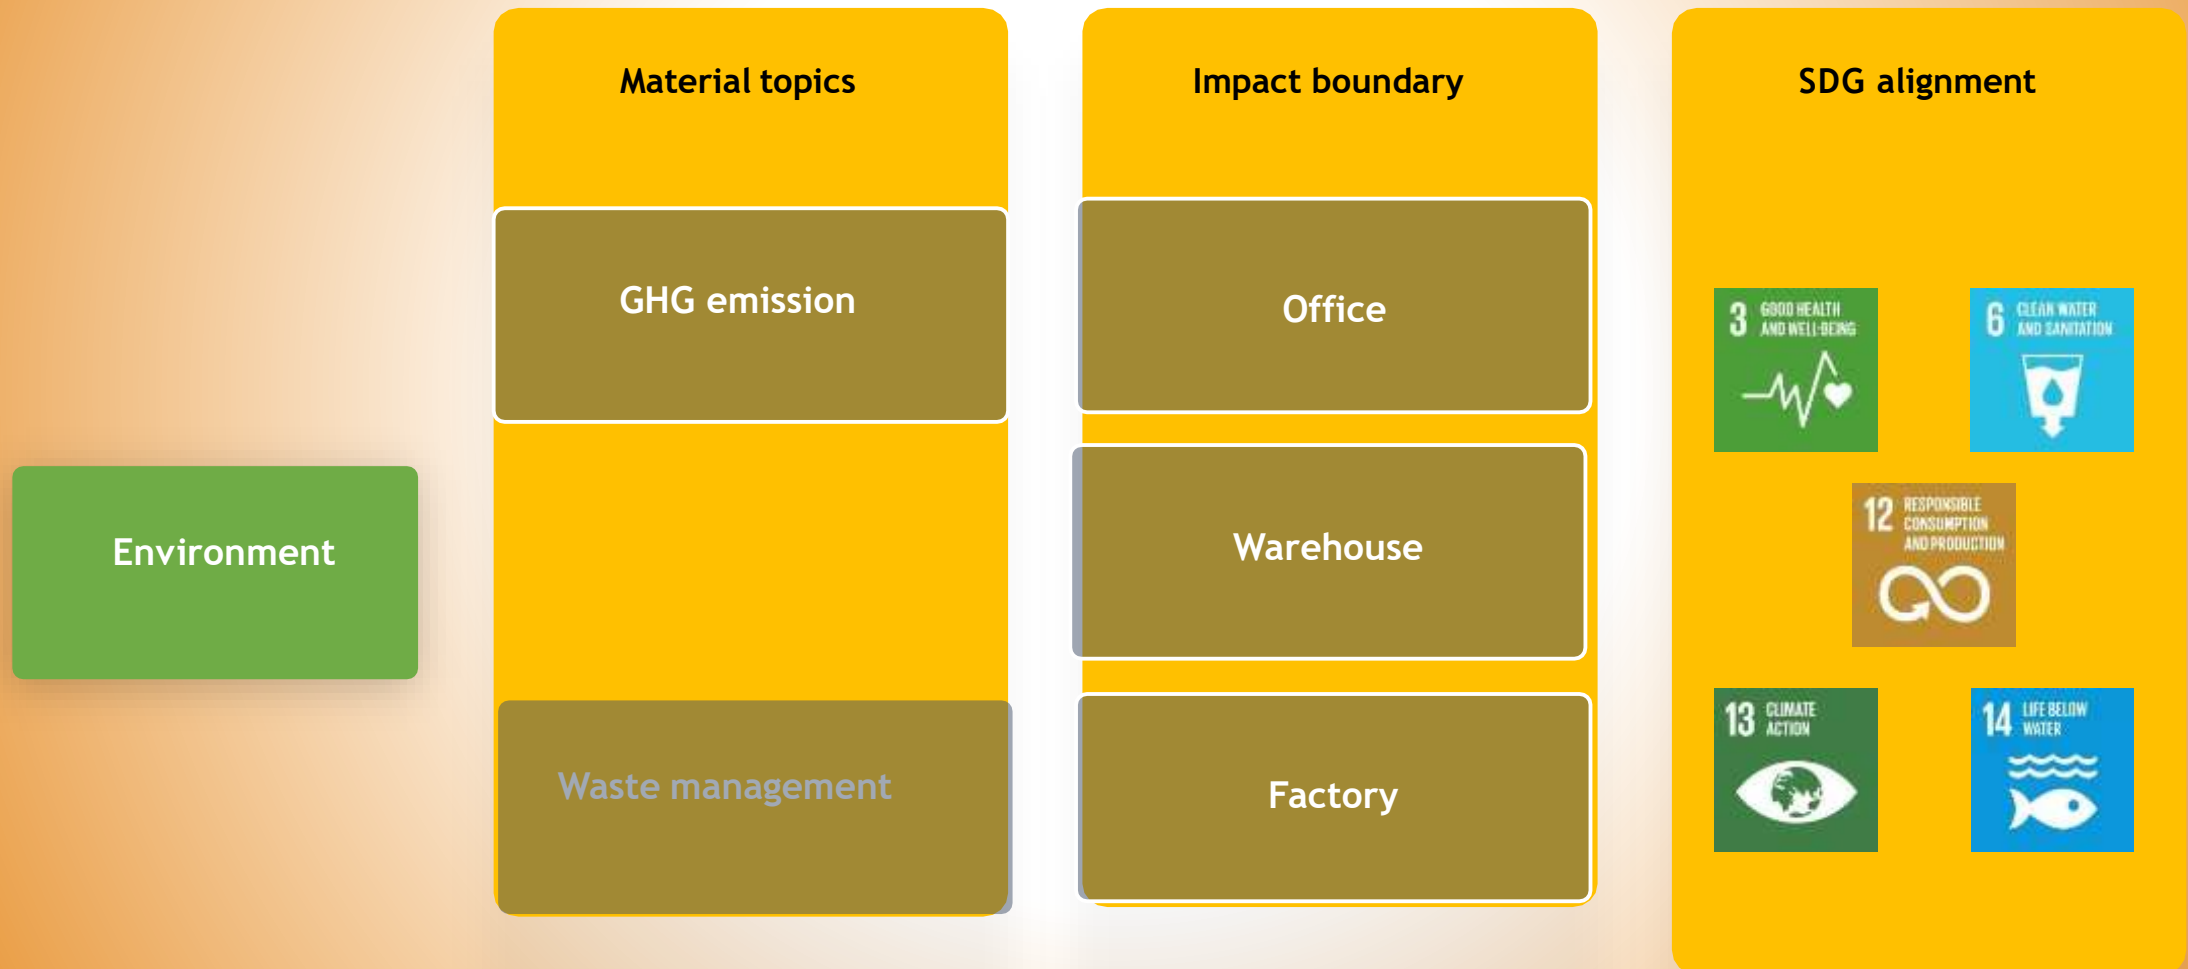 Material topics
Impact boundary
SDG alignment
GHG emission
Office
3 GOOD HEALTH
AND WELL-BEING
6 CLEAN WATER
AND SANITATION
Environment
Warehouse
12 RESPONSIBLE
CONSUMPTION
AND PRODUCTION
Waste management
Factory
13 CLIMATE
ACTION
14 LIFE BELOW
WATER